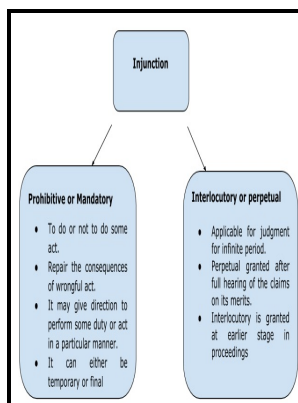 Injunction
Prohibitive or Mandatory
• To do or not to do some
act.
• Repair the consequences
of wrongful act.
• It may give direction to
perform some duty or act
in a particular manner.
• It can either be
temporary or final
Interlocutory or perpetual
• Applicable for judgment
for infinite period.
• Perpetual granted after
full hearing of the claims
on its merits.
• Interlocutory is granted
at earlier stage in
proceedings